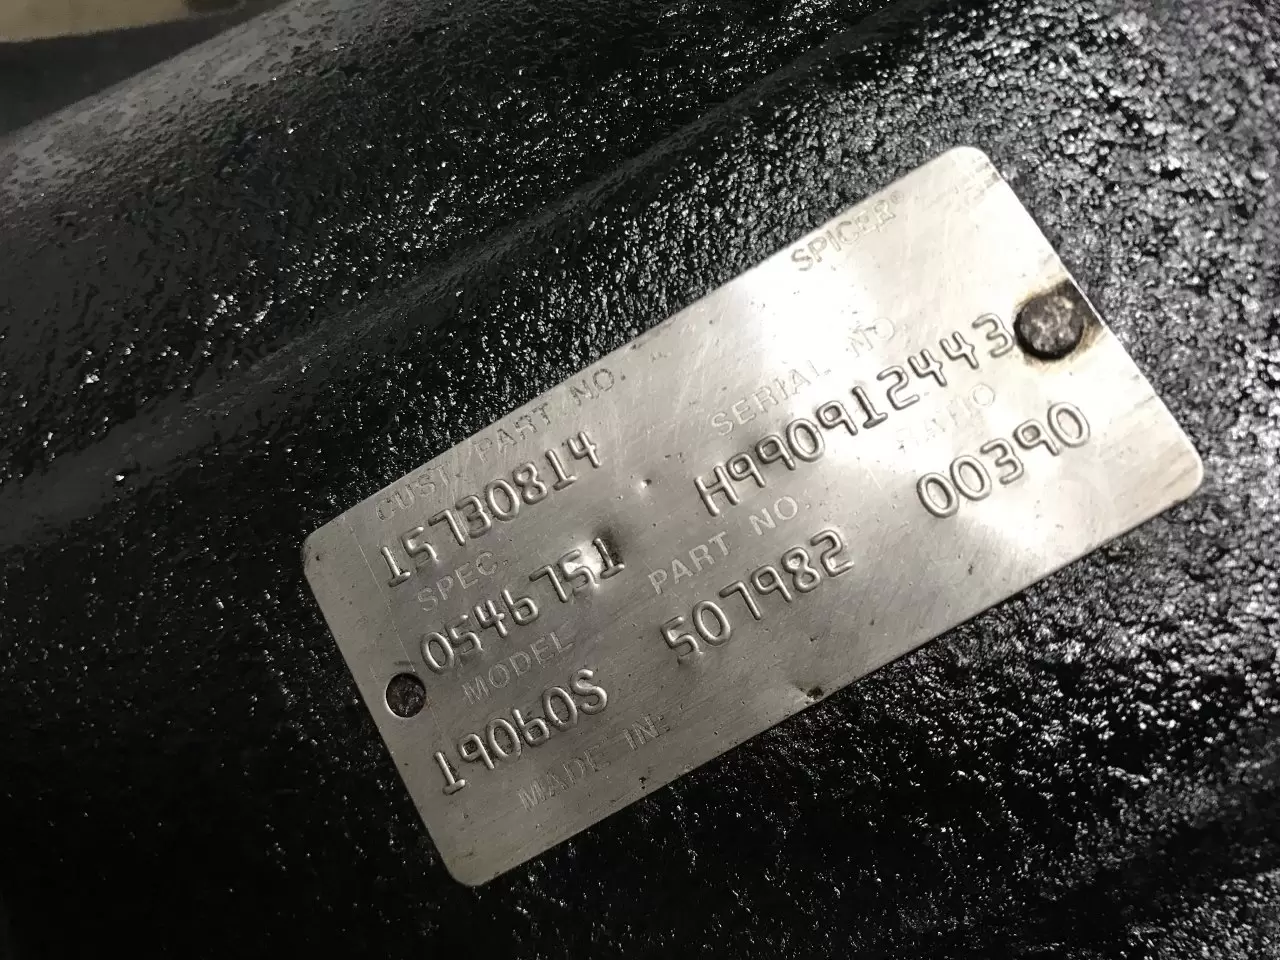 SPICER®
CUST. PART NO.
SERIAL NO.
15730814
H990912443
SPEC.
PART NO.
RATIO
0546751
507982
00390
MODEL
19060S
MADE IN: